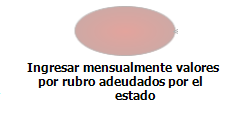 Ingresar mensualmente valores
por rubro adeudados por el
estado